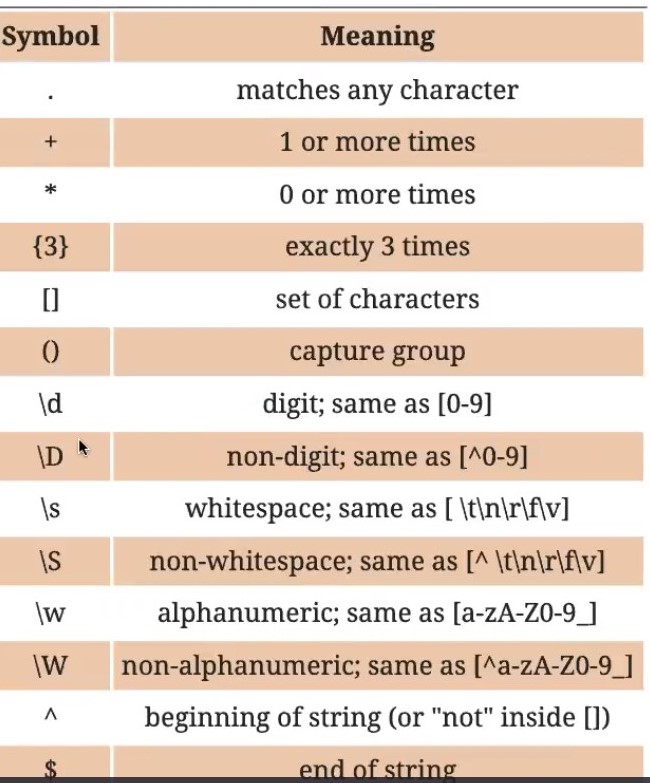 Symbol Meaning
. matches any character
+ 1 or more times
* 0 or more times
{3} exactly 3 times
[] set of characters
() capture group
\d digit; same as [0-9]
\D non-digit; same as [^0-9]
\s whitespace; same as [ \t\n\r\f\v]
\S non-whitespace; same as [^ \t\n\r\f\v]
\w alphanumeric; same as [a-zA-Z0-9_]
\W non-alphanumeric; same as [^a-zA-Z0-9_]
^ beginning of string (or "not" inside [])
$ end of string